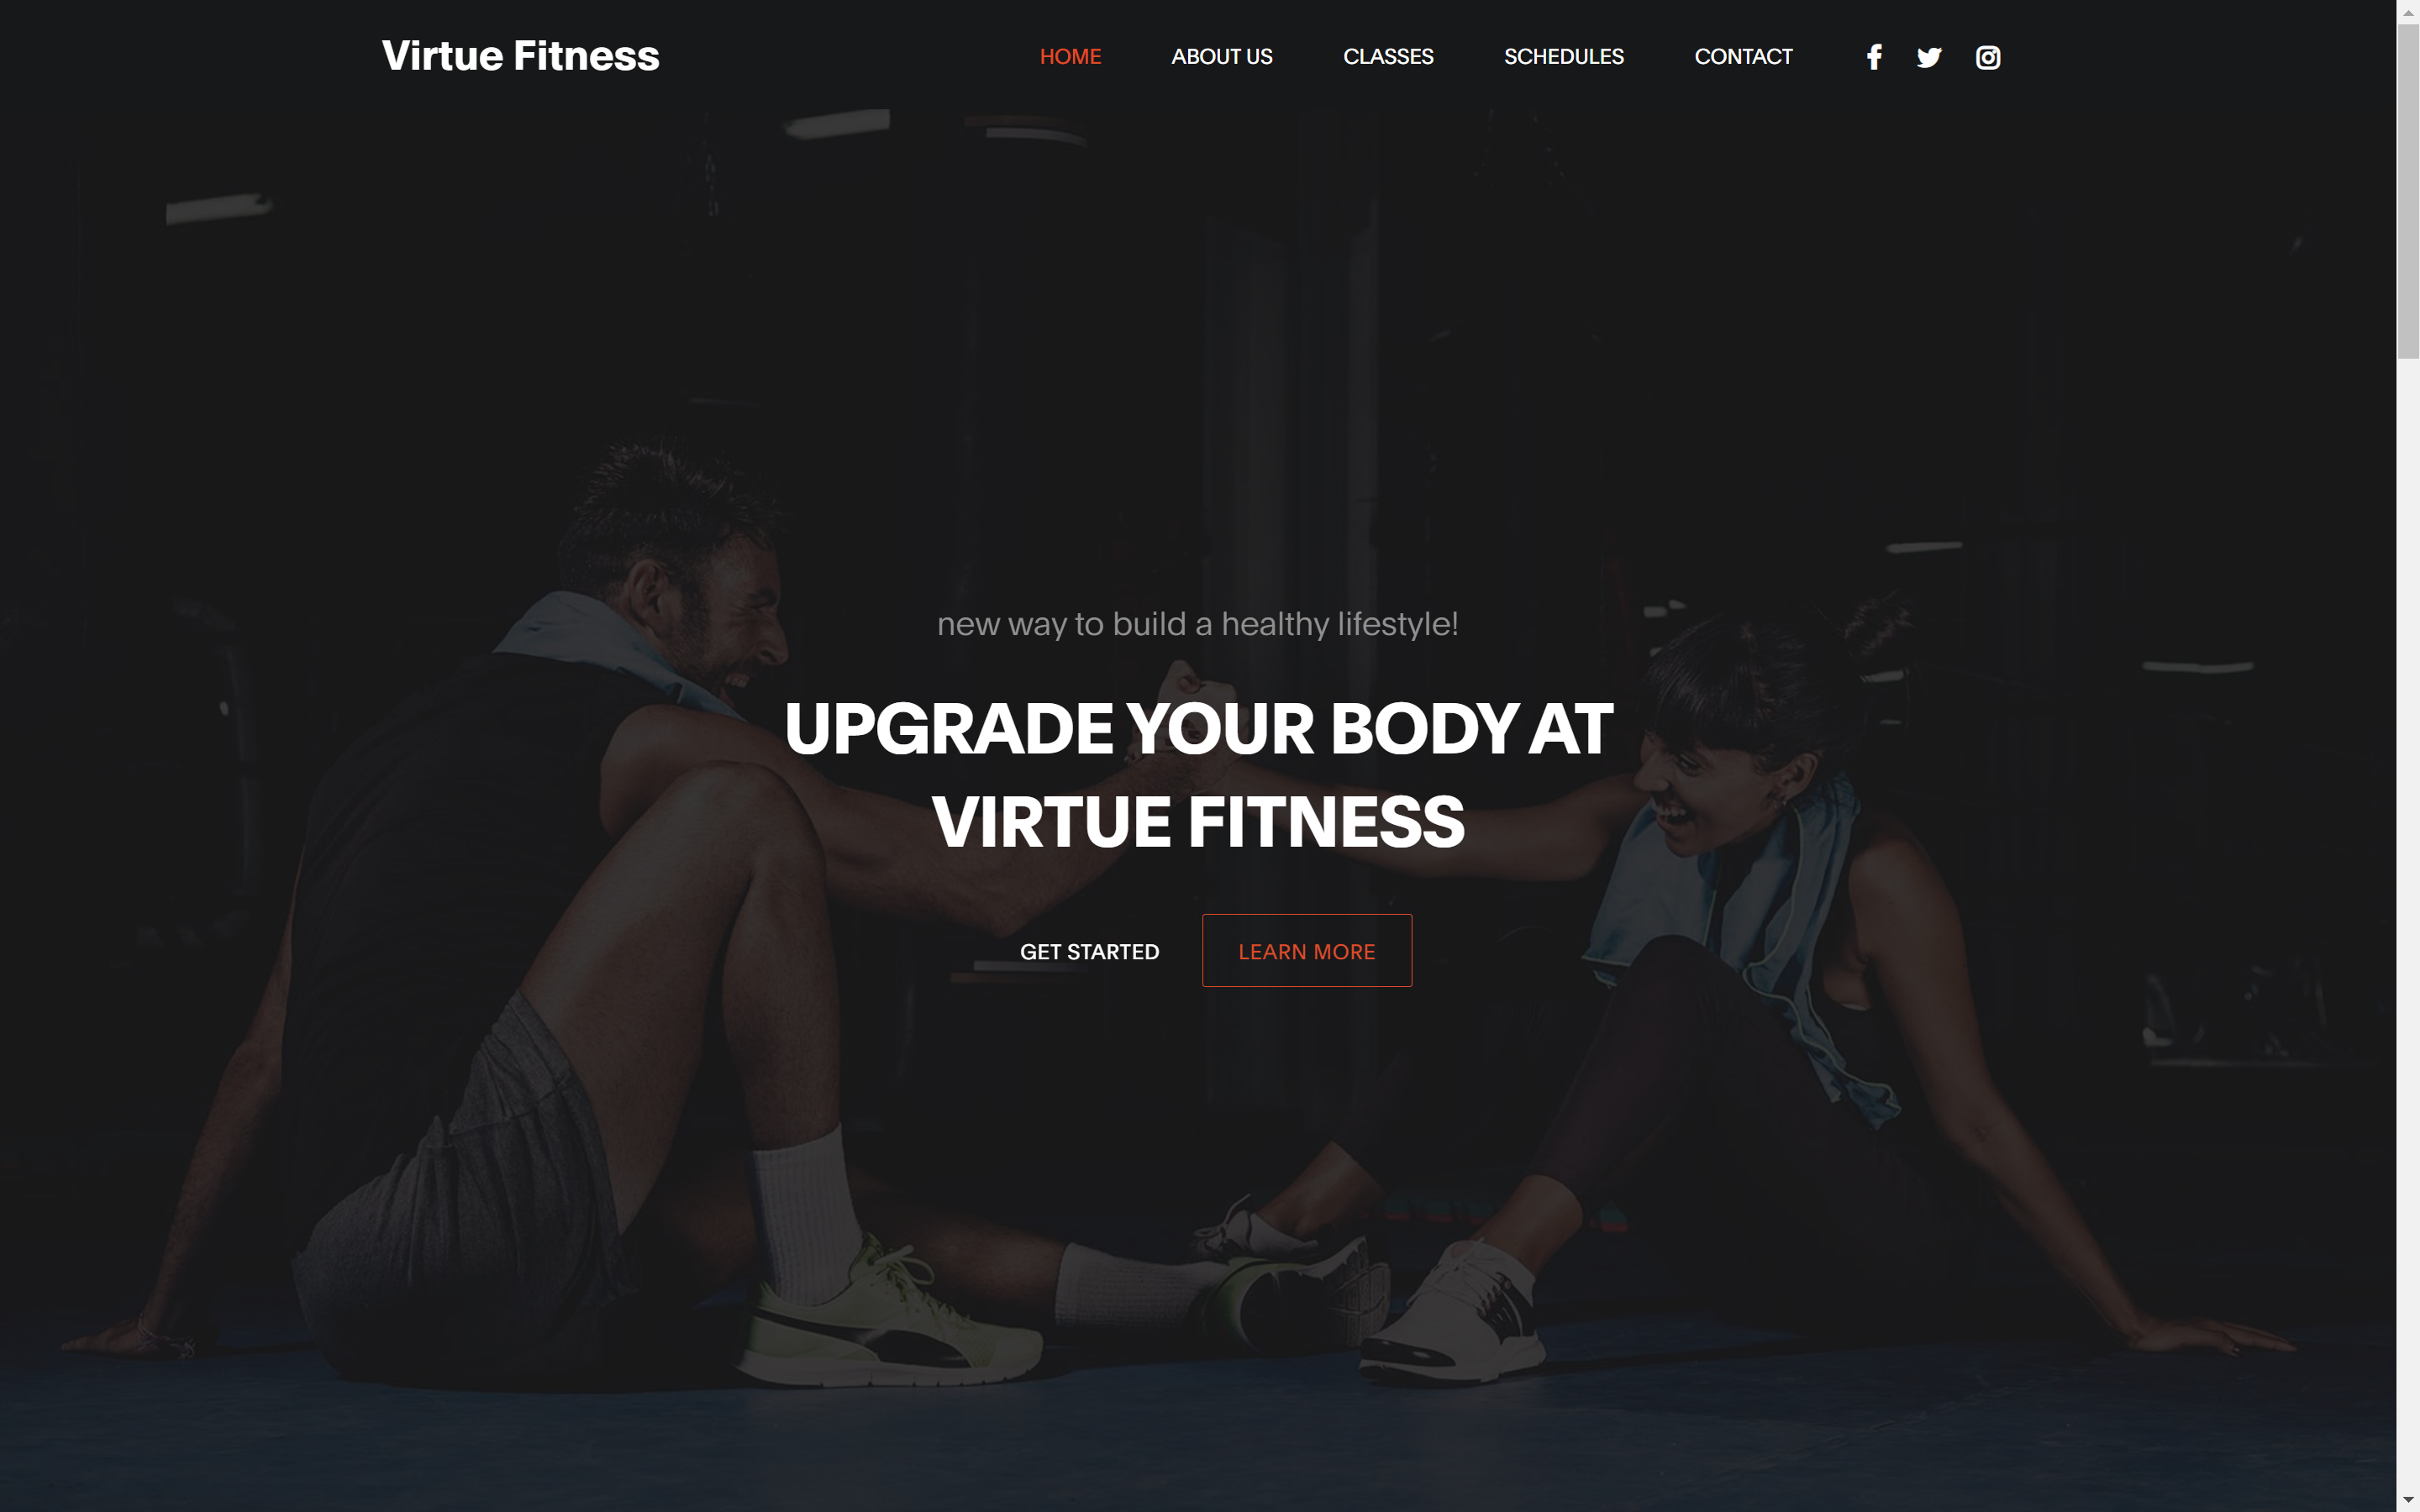 Virtue Fitness
HOME ABOUT US CLASSES SCHEDULES CONTACT
new way to build a healthy lifestyle!
UPGRADE YOUR BODY AT
VIRTUE FITNESS
GET STARTED LEARN MORE